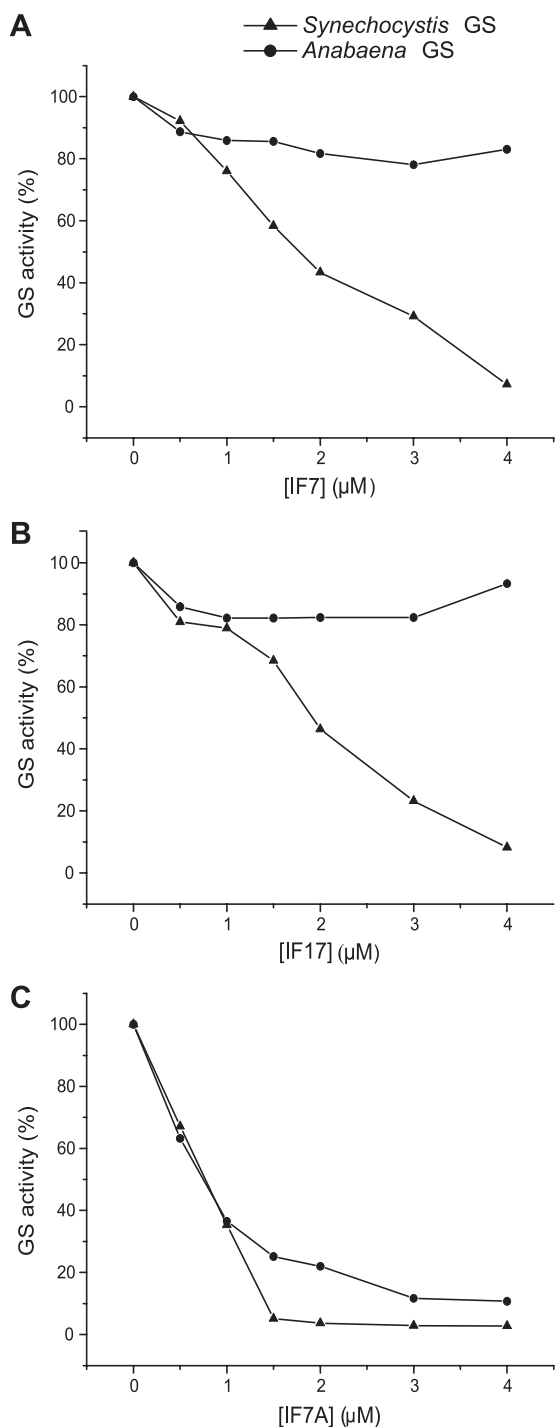 A
Synechocystis GS
Anabaena GS
100
80
60
40
20
0
GS activity (%)
0 1 2 3 4
[IF7] (µM)
B
100
80
60
40
20
0
GS activity (%)
0 1 2 3 4
[IF17] (µM)
C
100
80
60
40
20
0
GS activity (%)
0 1 2 3 4
[IF7A] (µM)